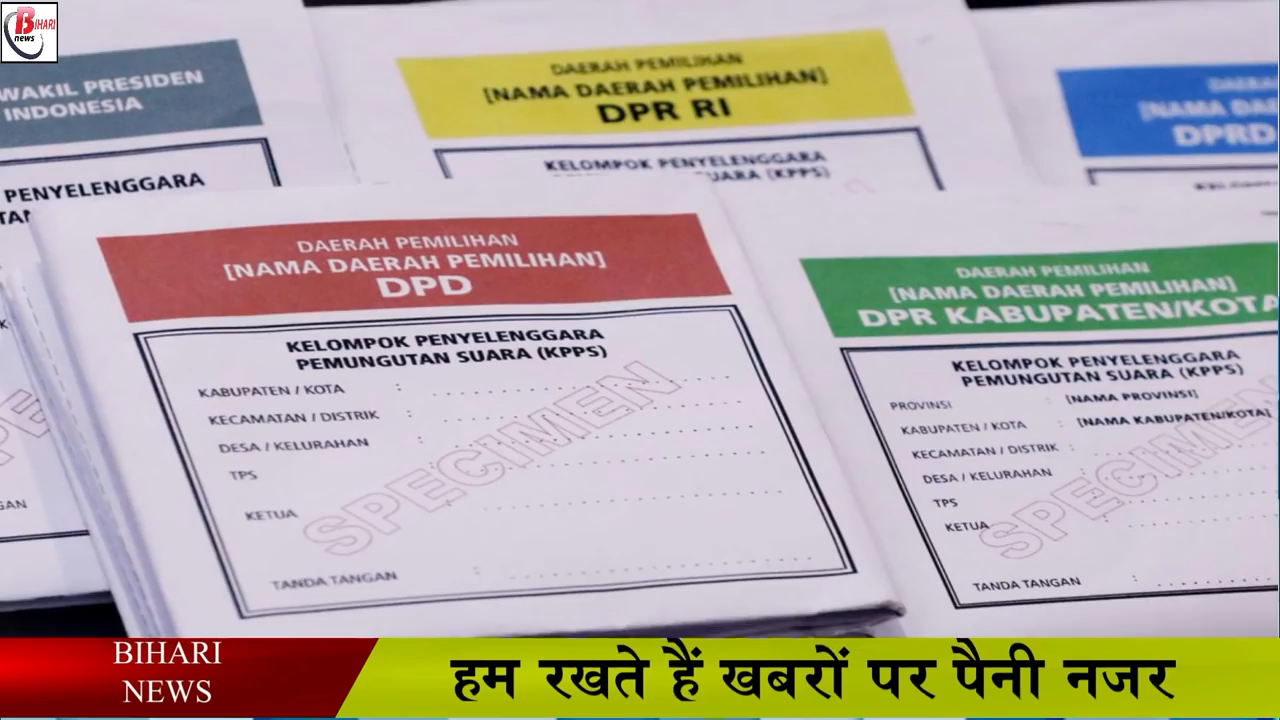 BIHARI
news
WAKIL PRESIDEN
INDONESIA
PENYELENGGARA
DAERAH PEMILIHAN
[NAMA DAERAH PEMILIHAN]
DPR RI
KELOMPOK PENYELENGGARA
SUARA (KPPS)
DPRD
DAERAH PEMILIHAN
[NAMA DAERAH PEMILIHAN]
DPD
KELOMPOK PENYELENGGARA
PEMUNGUTAN SUARA (KPPS)
KABUPATEN / KOTA :
KECAMATAN / DISTRIK :
DESA / KELURAHAN :
TPS :
KETUA :
TANDA TANGAN :
SPECIMEN
DAERAH PEMILIHAN
[NAMA DAERAH PEMILIHAN]
DPR KABUPATEN/KOTA
KELOMPOK PENYELENGGARA
PEMUNGUTAN SUARA (KPPS)
PROVINSI : [NAMA PROVINSI]
KABUPATEN / KOTA : [NAMA KABUPATEN/KOTA]
KECAMATAN / DISTRIK :
DESA / KELURAHAN :
TPS :
KETUA :
TANDA TANGAN :
SPECIMEN
BIHARI
NEWS
हम रखते हैं खबरों पर पैनी नजर